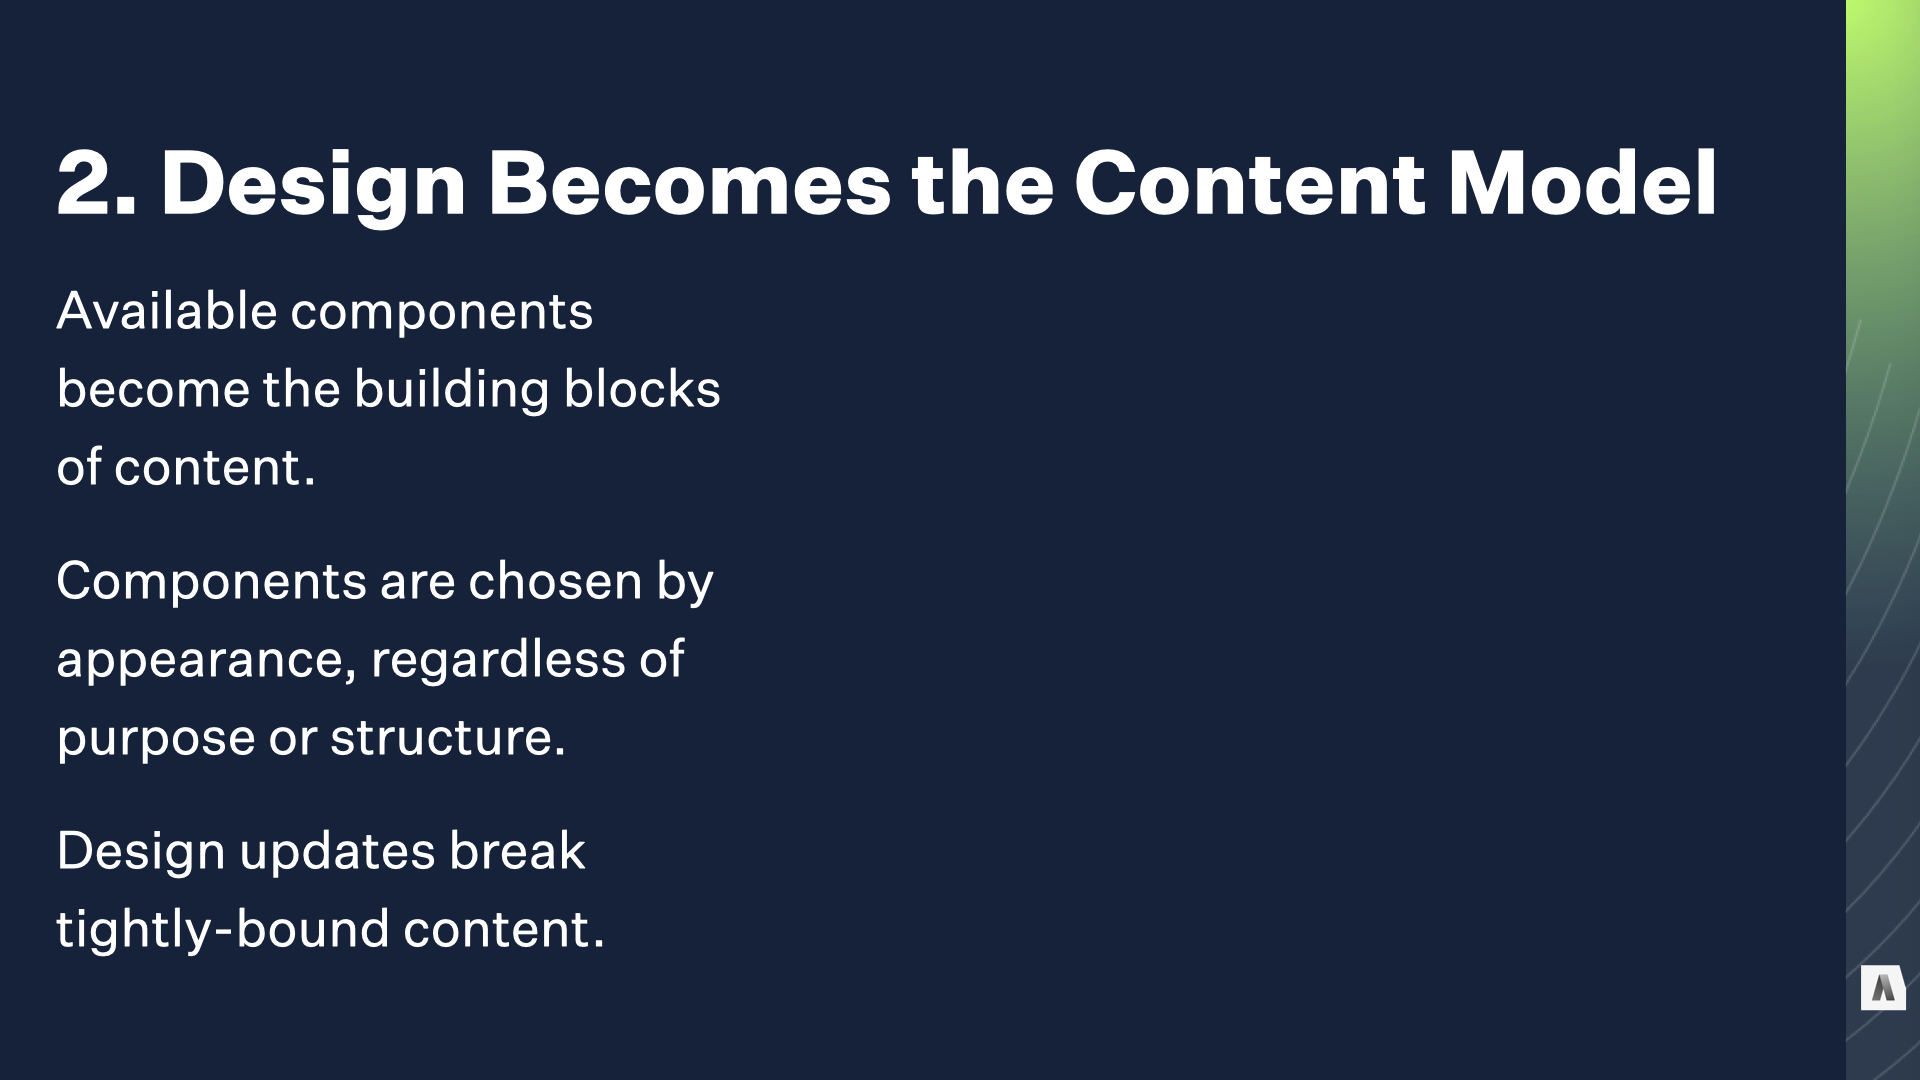 2. Design Becomes the Content Model
Available components
become the building blocks
of content.
Components are chosen by
appearance, regardless of
purpose or structure.
Design updates break
tightly-bound content.